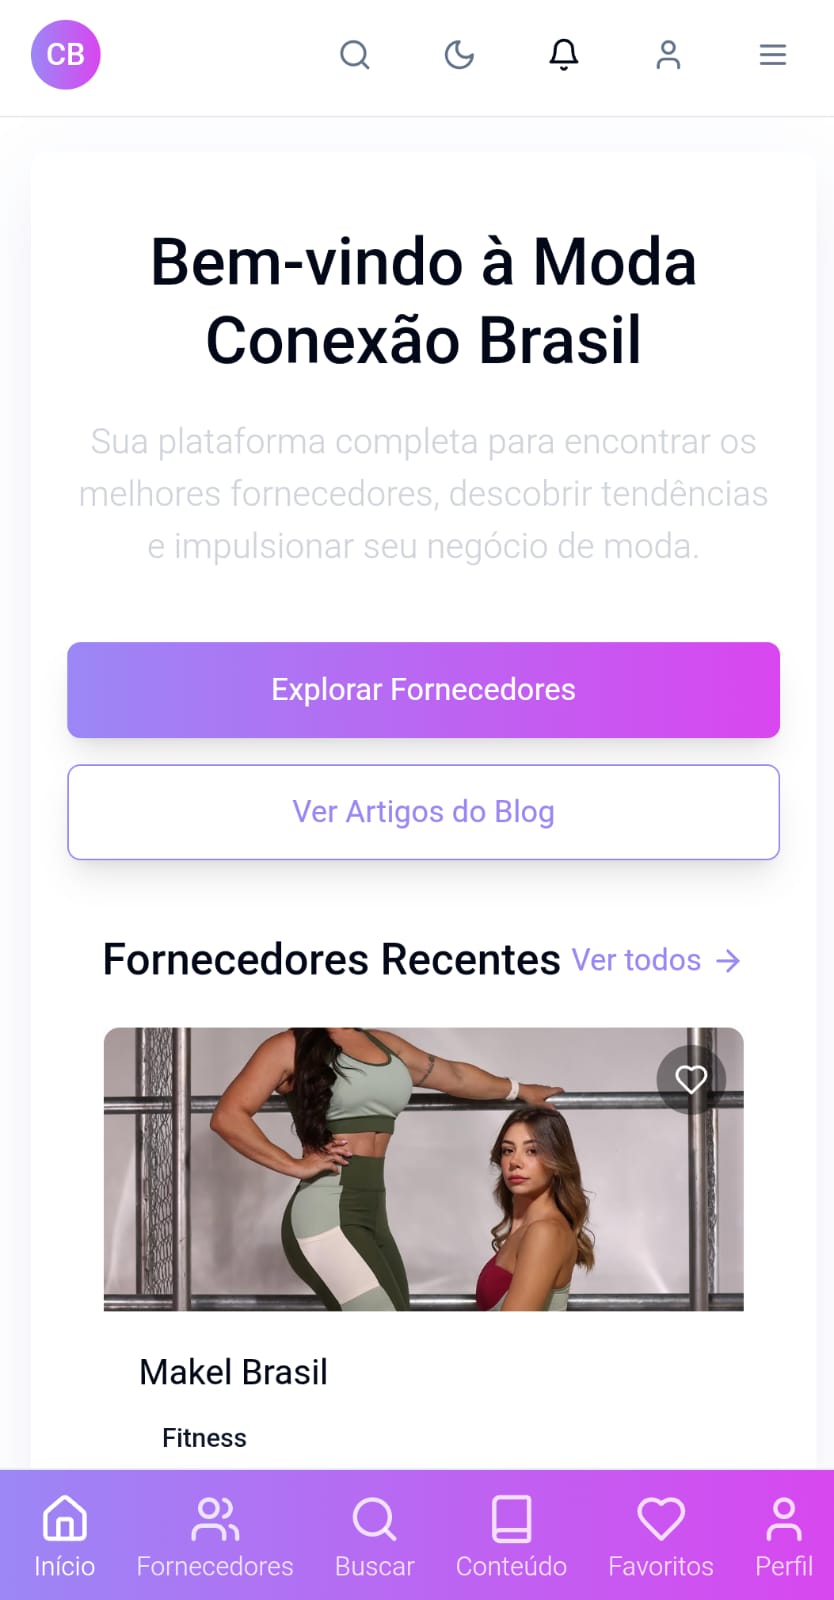 CB
Bem-vindo à Moda
Conexão Brasil
Sua plataforma completa para encontrar os
melhores fornecedores, descobrir tendências
e impulsionar seu negócio de moda.
Explorar Fornecedores
Ver Artigos do Blog
Fornecedores Recentes Ver todos →
Makel Brasil
Fitness
Início Fornecedores Buscar Conteúdo Favoritos Perfil